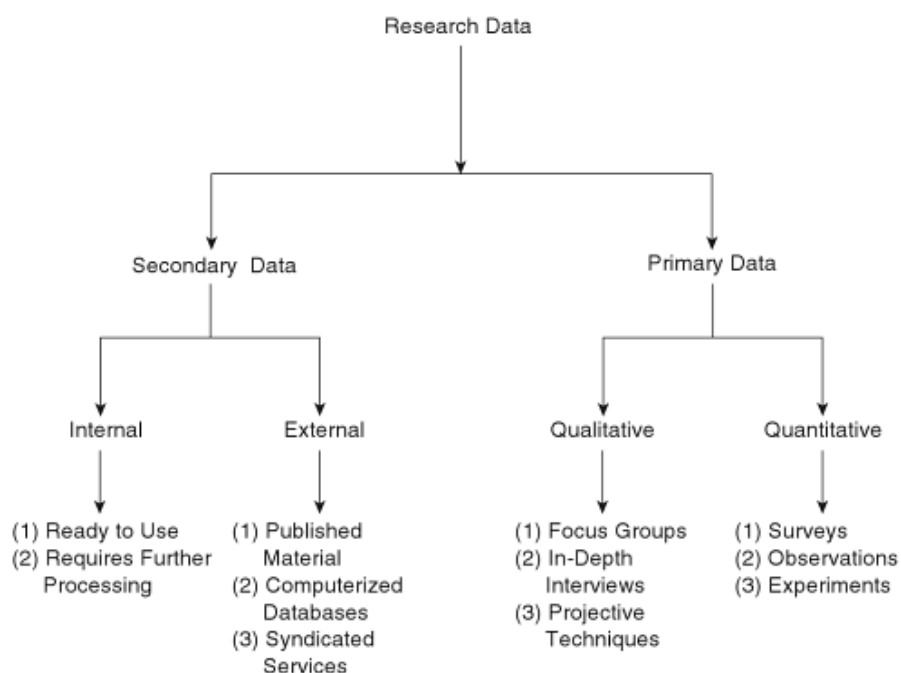 Research Data
Secondary Data
Primary Data
Internal
External
Qualitative
Quantitative
(1) Ready to Use
(2) Requires Further
Processing
(1) Published
Material
(2) Computerized
Databases
(3) Syndicated
Services
(1) Focus Groups
(2) In-Depth
Interviews
(3) Projective
Techniques
(1) Surveys
(2) Observations
(3) Experiments